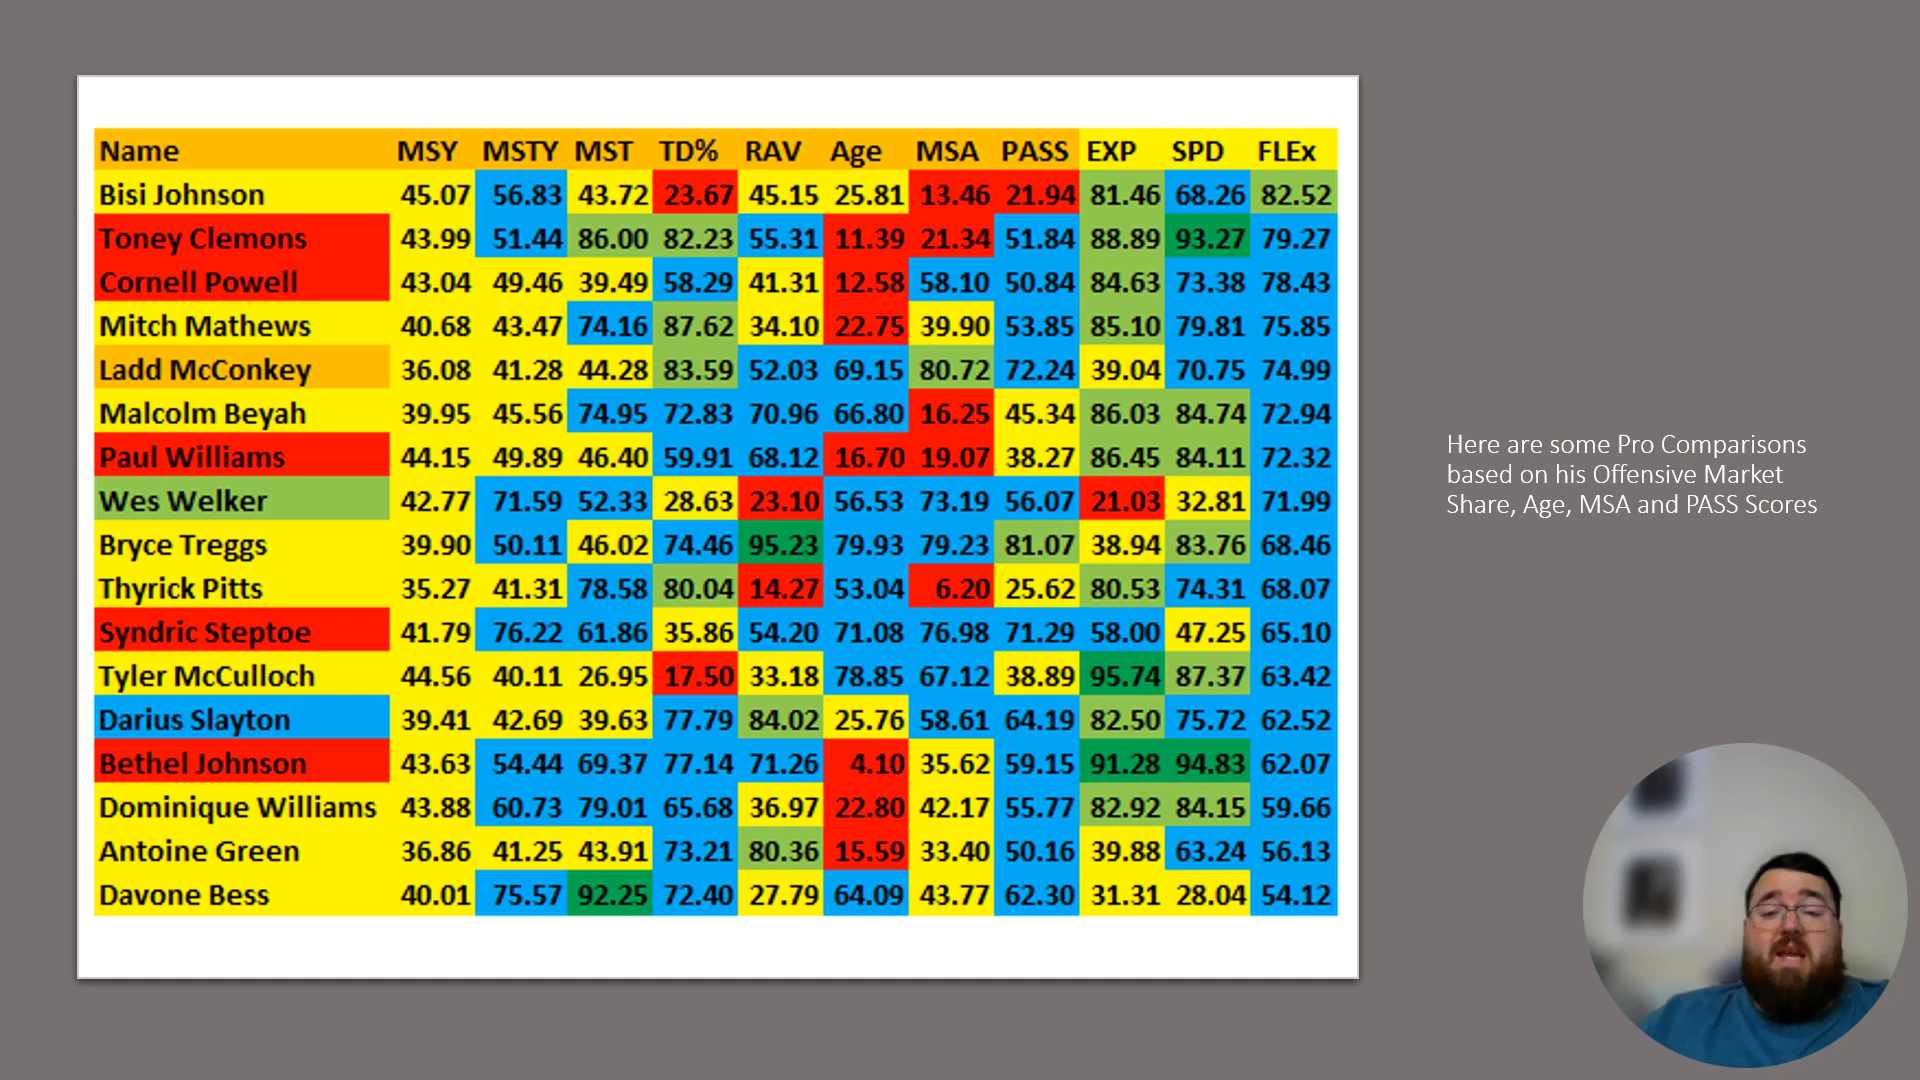 Name MSY MSTY MST TD% RAV Age MSA PASS EXP SPD FLEx
Bisi Johnson 45.07 56.83 43.72 23.67 45.15 25.81 13.46 21.94 81.46 68.26 82.52
Toney Clemons 43.99 51.44 86.00 82.23 55.31 11.39 21.34 51.84 88.89 93.27 79.27
Cornell Powell 43.04 49.46 39.49 58.29 41.31 12.58 58.10 50.84 84.63 73.38 78.43
Mitch Mathews 40.68 43.47 74.16 87.62 34.10 22.75 39.90 53.85 85.10 79.81 75.85
Ladd McConkey 36.08 41.28 44.28 83.59 52.03 69.15 80.72 72.24 39.04 70.75 74.99
Malcolm Beyah 39.95 45.56 74.95 72.83 70.96 66.80 16.25 45.34 86.03 84.74 72.94
Paul Williams 44.15 49.89 46.40 59.91 68.12 16.70 19.07 38.27 86.45 84.11 72.32
Wes Welker 42.77 71.59 52.33 28.63 23.10 56.53 73.19 56.07 21.03 32.81 71.99
Bryce Treggs 39.90 50.11 46.02 74.46 95.23 79.93 79.23 81.07 38.94 83.76 68.46
Thyrick Pitts 35.27 41.31 78.58 80.04 14.27 53.04 6.20 25.62 80.53 74.31 68.07
Syndric Steptoe 41.79 76.22 61.86 35.86 54.20 71.08 76.98 71.29 58.00 47.25 65.10
Tyler McCulloch 44.56 40.11 26.95 17.50 33.18 78.85 67.12 38.89 95.74 87.37 63.42
Darius Slayton 39.41 42.69 39.63 77.79 84.02 25.76 58.61 64.19 82.50 75.72 62.52
Bethel Johnson 43.63 54.44 69.37 77.14 71.26 4.10 35.62 59.15 91.28 94.83 62.07
Dominique Williams 43.88 60.73 79.01 65.68 36.97 22.80 42.17 55.77 82.92 84.15 59.66
Antoine Green 36.86 41.25 43.91 73.21 80.36 15.59 33.40 50.16 39.88 63.24 56.13
Davone Bess 40.01 75.57 92.25 72.40 27.79 64.09 43.77 62.30 31.31 28.04 54.12
Here are some Pro Comparisons
based on his Offensive Market
Share, Age, MSA and PASS Scores